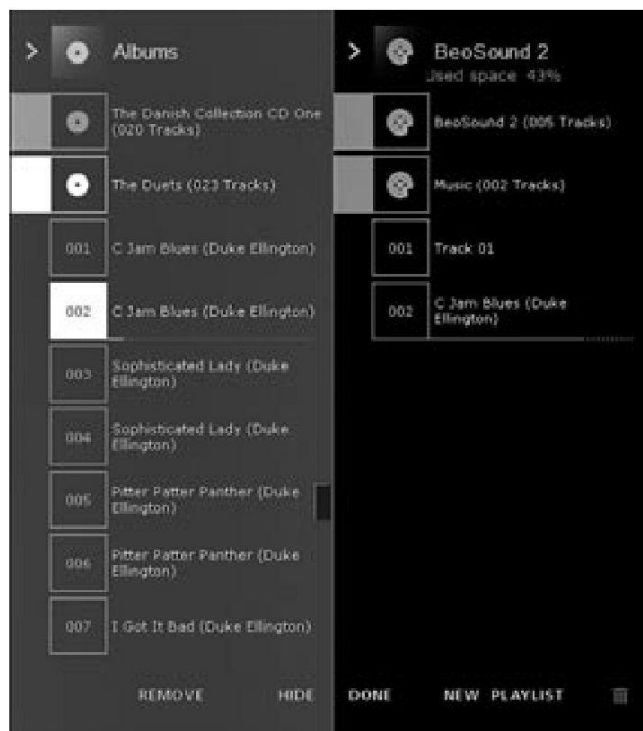 > Albums
The Danish Collection CD One
(020 Tracks)
The Duets (023 Tracks)
001 C Jam Blues (Duke Ellington)
002 C Jam Blues (Duke Ellington)
003 Sophisticated Lady (Duke
Ellington)
004 Sophisticated Lady (Duke
Ellington)
005 Pitter Patter Panther (Duke
Ellington)
006 Pitter Patter Panther (Duke
Ellington)
007 I Got It Bad (Duke Ellington)
REMOVE HIDE
> BeoSound 2
Used space 43%
BeoSound 2 (005 Tracks)
Music (002 Tracks)
001 Track 01
002 C Jam Blues (Duke
Ellington)
DONE NEW PLAYLIST